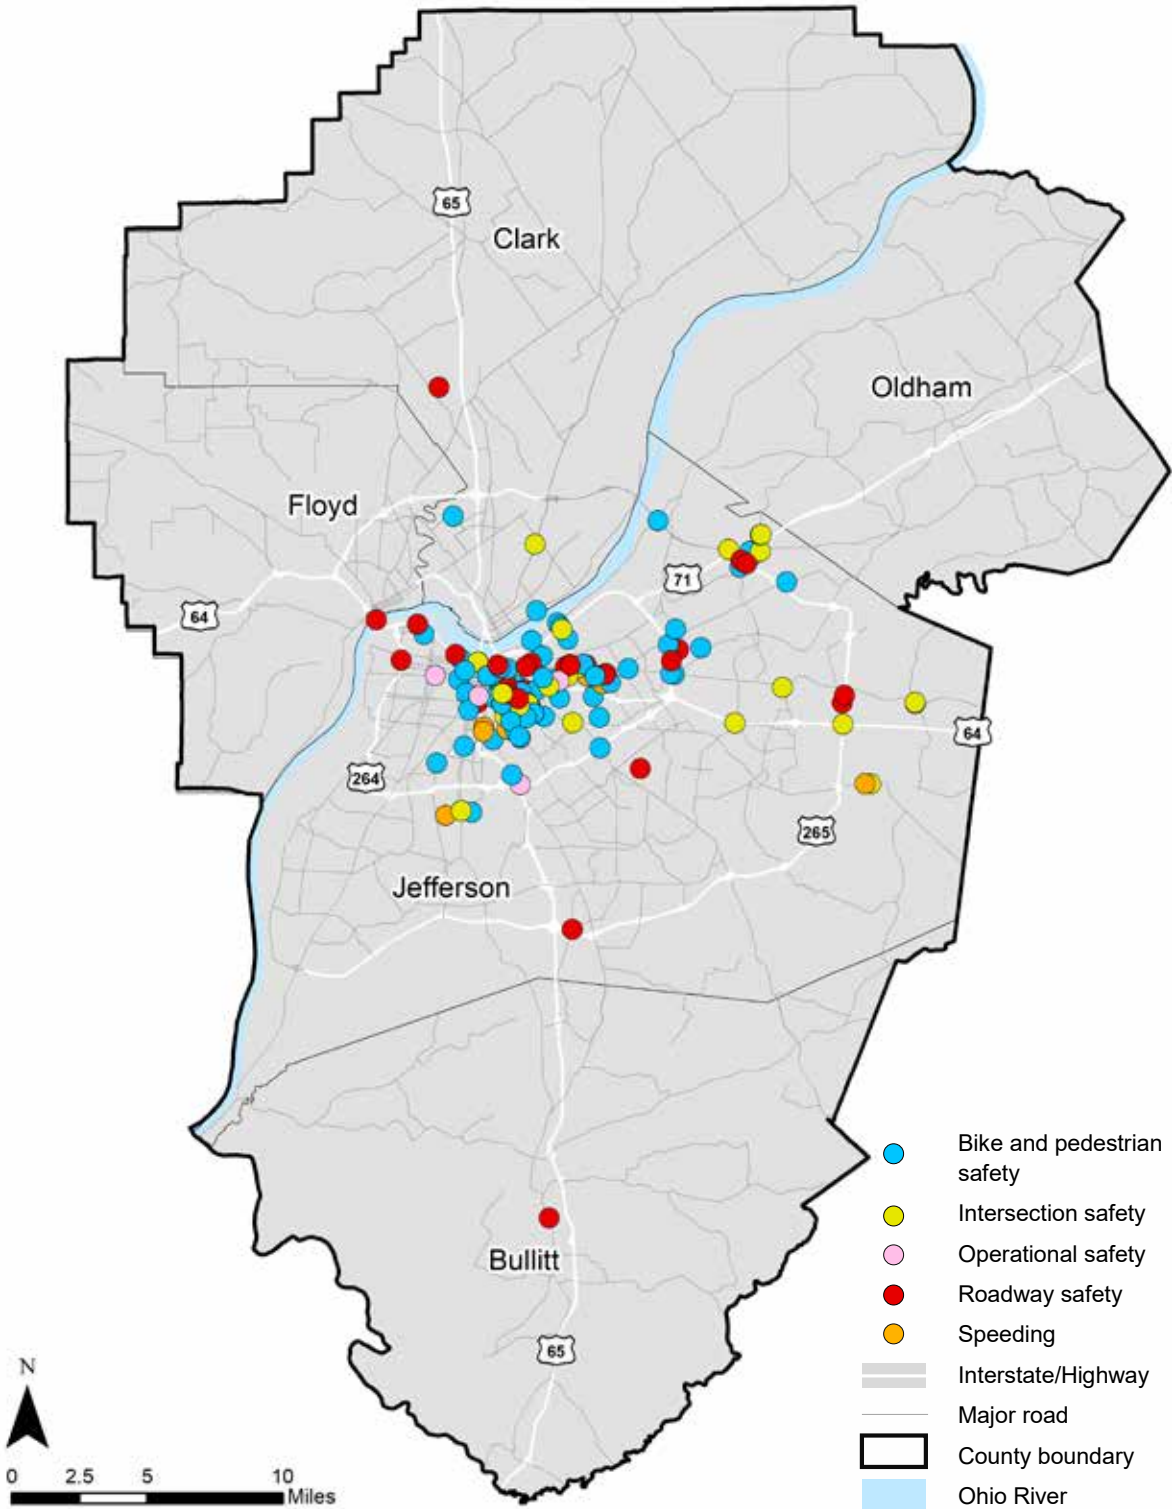 65
Clark
Oldham
Floyd
71
64
64
264
265
Jefferson
Bullitt
65
Bike and pedestrian
safety
Intersection safety
Operational safety
Roadway safety
Speeding
Interstate/Highway
Major road
County boundary
Ohio River
N
0 2.5 5 10
Miles